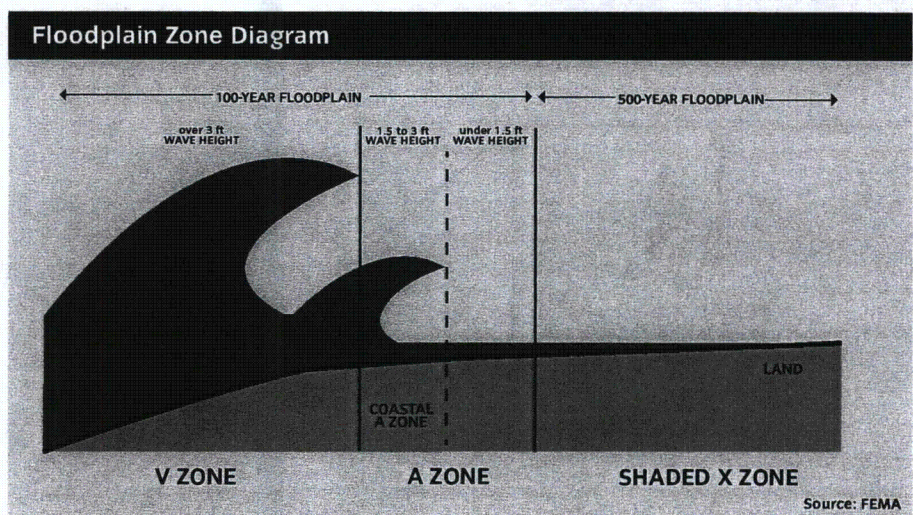 Floodplain Zone Diagram
100-YEAR FLOODPLAIN
500-YEAR FLOODPLAIN
over 3 ft
WAVE HEIGHT
1.5 to 3 ft
WAVE HEIGHT
under 1.5 ft
WAVE HEIGHT
LAND
COASTAL
A ZONE
V ZONE
A ZONE
SHADED X ZONE
Source: FEMA